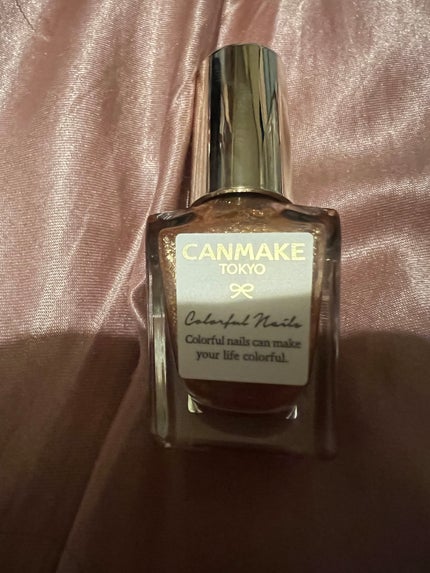 CANMAKE
TOKYO
Colorful Nails
Colorful nails can make
your life colorful.